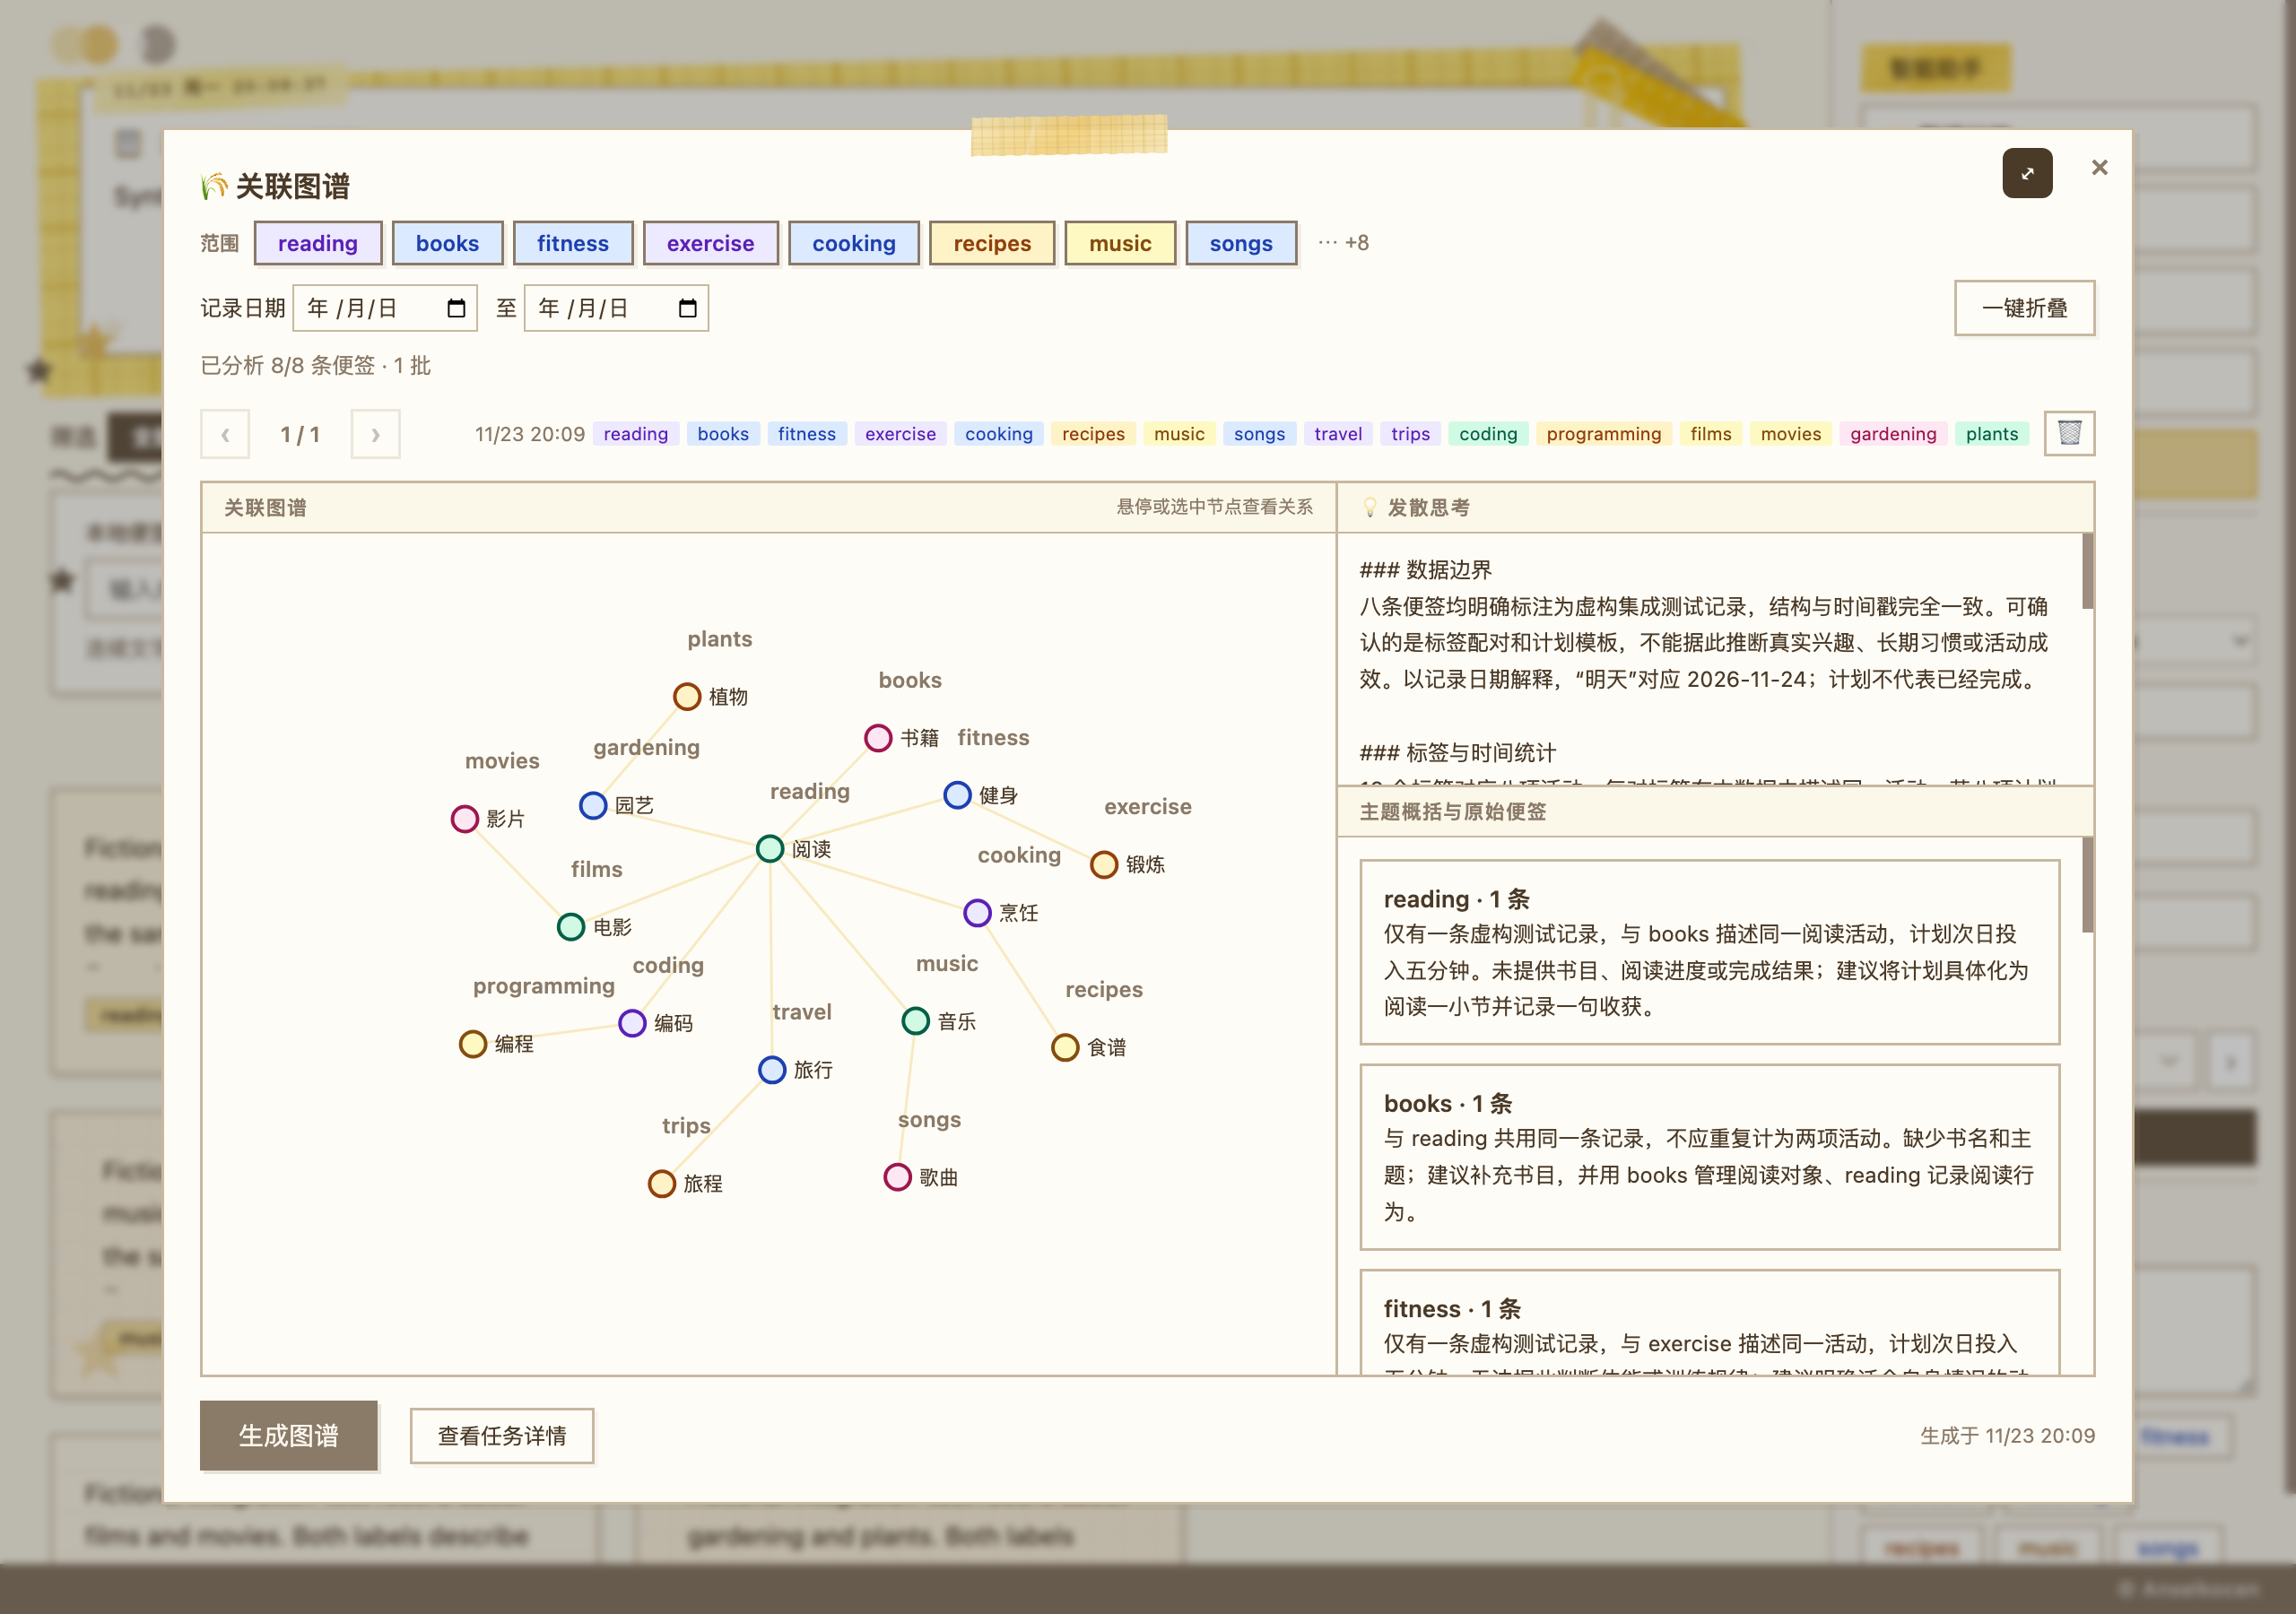 关联图谱
范围 reading books fitness exercise cooking recipes music songs ··· +8
记录日期 年 /月/日 至 年 /月/日 一键折叠
已分析 8/8 条便签 · 1 批
‹ 1 / 1 › 11/23 20:09 reading books fitness exercise cooking recipes music songs travel trips coding programming films movies gardening plants
关联图谱 悬停或选中节点查看关系
plants
植物
books
书籍
fitness
健身
gardening
园艺
movies
影片
reading
阅读
exercise
锻炼
films
电影
cooking
烹饪
coding
编码
programming
编程
music
音乐
travel
旅行
recipes
食谱
trips
旅程
songs
歌曲
发散思考
### 数据边界
八条便签均明确标注为虚构集成测试记录，结构与时间戳完全一致。可确
认的是标签配对和计划模板，不能据此推断真实兴趣、长期习惯或活动成
效。以记录日期解释，“明天”对应 2026-11-24；计划不代表已经完成。
### 标签与时间统计
主题概括与原始便签
reading · 1 条
仅有一条虚构测试记录，与 books 描述同一阅读活动，计划次日投
入五分钟。未提供书目、阅读进度或完成结果；建议将计划具体化为
阅读一小节并记录一句收获。
books · 1 条
与 reading 共用同一条记录，不应重复计为两项活动。缺少书名和主
题；建议补充书目，并用 books 管理阅读对象、reading 记录阅读行
为。
fitness · 1 条
仅有一条虚构测试记录，与 exercise 描述同一活动，计划次日投入
生成图谱 查看任务详情 生成于 11/23 20:09
films and movies. Both labels describe
gardening and plants. Both labels
fitness
recipes music songs